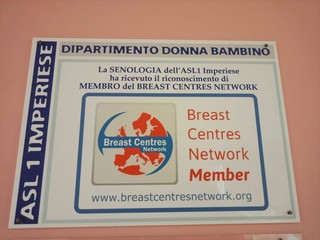 DIPARTIMENTO DONNA BAMBINO
ASL 1 IMPERIESE
La SENOLOGIA dell'ASL1 Imperiese
ha ricevuto il riconoscimento di
MEMBRO del BREAST CENTRES NETWORK
Breast Centres
Network
Breast
Centres
Network
Member
www.breastcentresnetwork.org